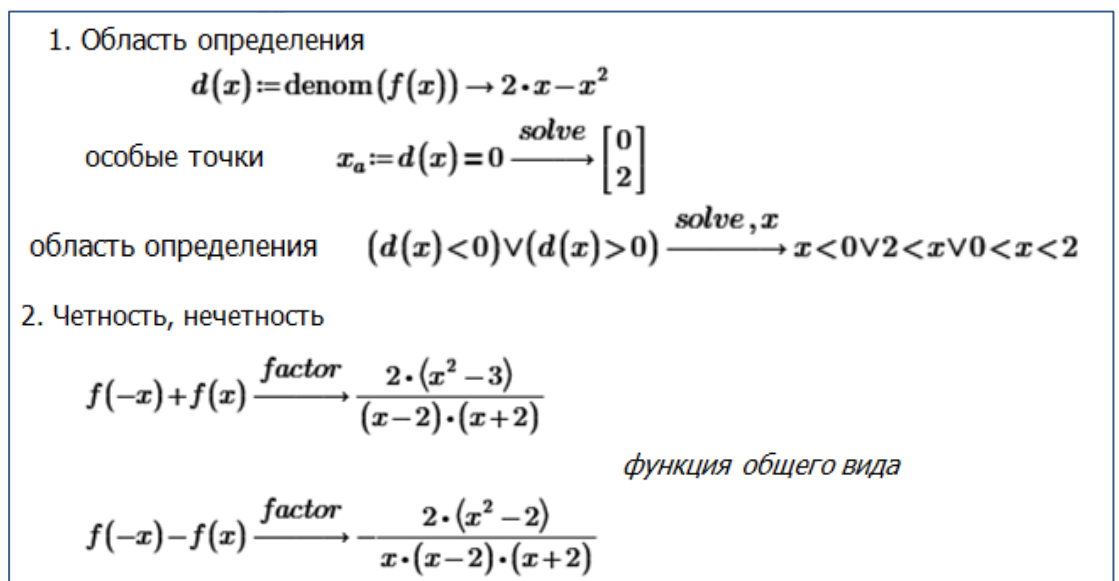 1. Область определения
d(x):=denom(f(x)) → 2·x−x²
особые точки xₐ:=d(x)=0 solve → [0 2]
область определения (d(x)<0)∨(d(x)>0) solve,x → x<0∨2<x∨0<x<2
2. Четность, нечетность
f(−x)+f(x) factor → 2·(x²−3) / (x−2)·(x+2)
функция общего вида
f(−x)−f(x) factor → −2·(x²−2) / x·(x−2)·(x+2)